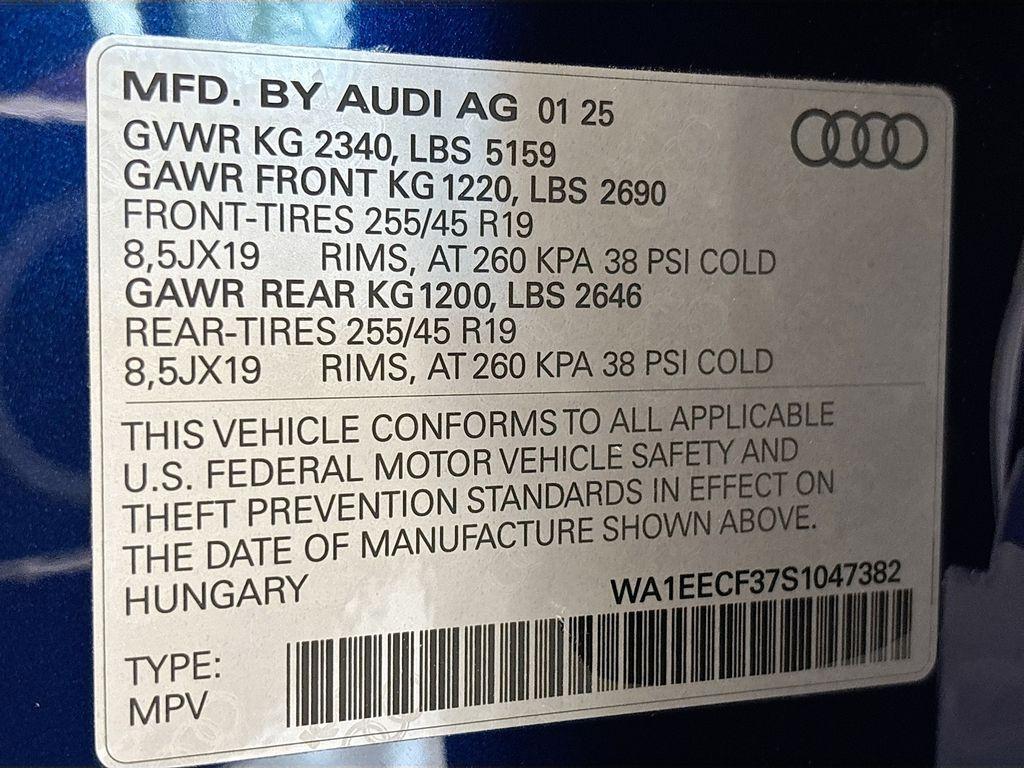 MFD. BY AUDI AG 01 25
GVWR KG 2340, LBS 5159
GAWR FRONT KG 1220, LBS 2690
FRONT-TIRES 255/45 R19
8,5JX19 RIMS, AT 260 KPA 38 PSI COLD
GAWR REAR KG 1200, LBS 2646
REAR-TIRES 255/45 R19
8,5JX19 RIMS, AT 260 KPA 38 PSI COLD
THIS VEHICLE CONFORMS TO ALL APPLICABLE
U.S. FEDERAL MOTOR VEHICLE SAFETY AND
THEFT PREVENTION STANDARDS IN EFFECT ON
THE DATE OF MANUFACTURE SHOWN ABOVE.
HUNGARY WA1EECF37S1047382
TYPE:
MPV